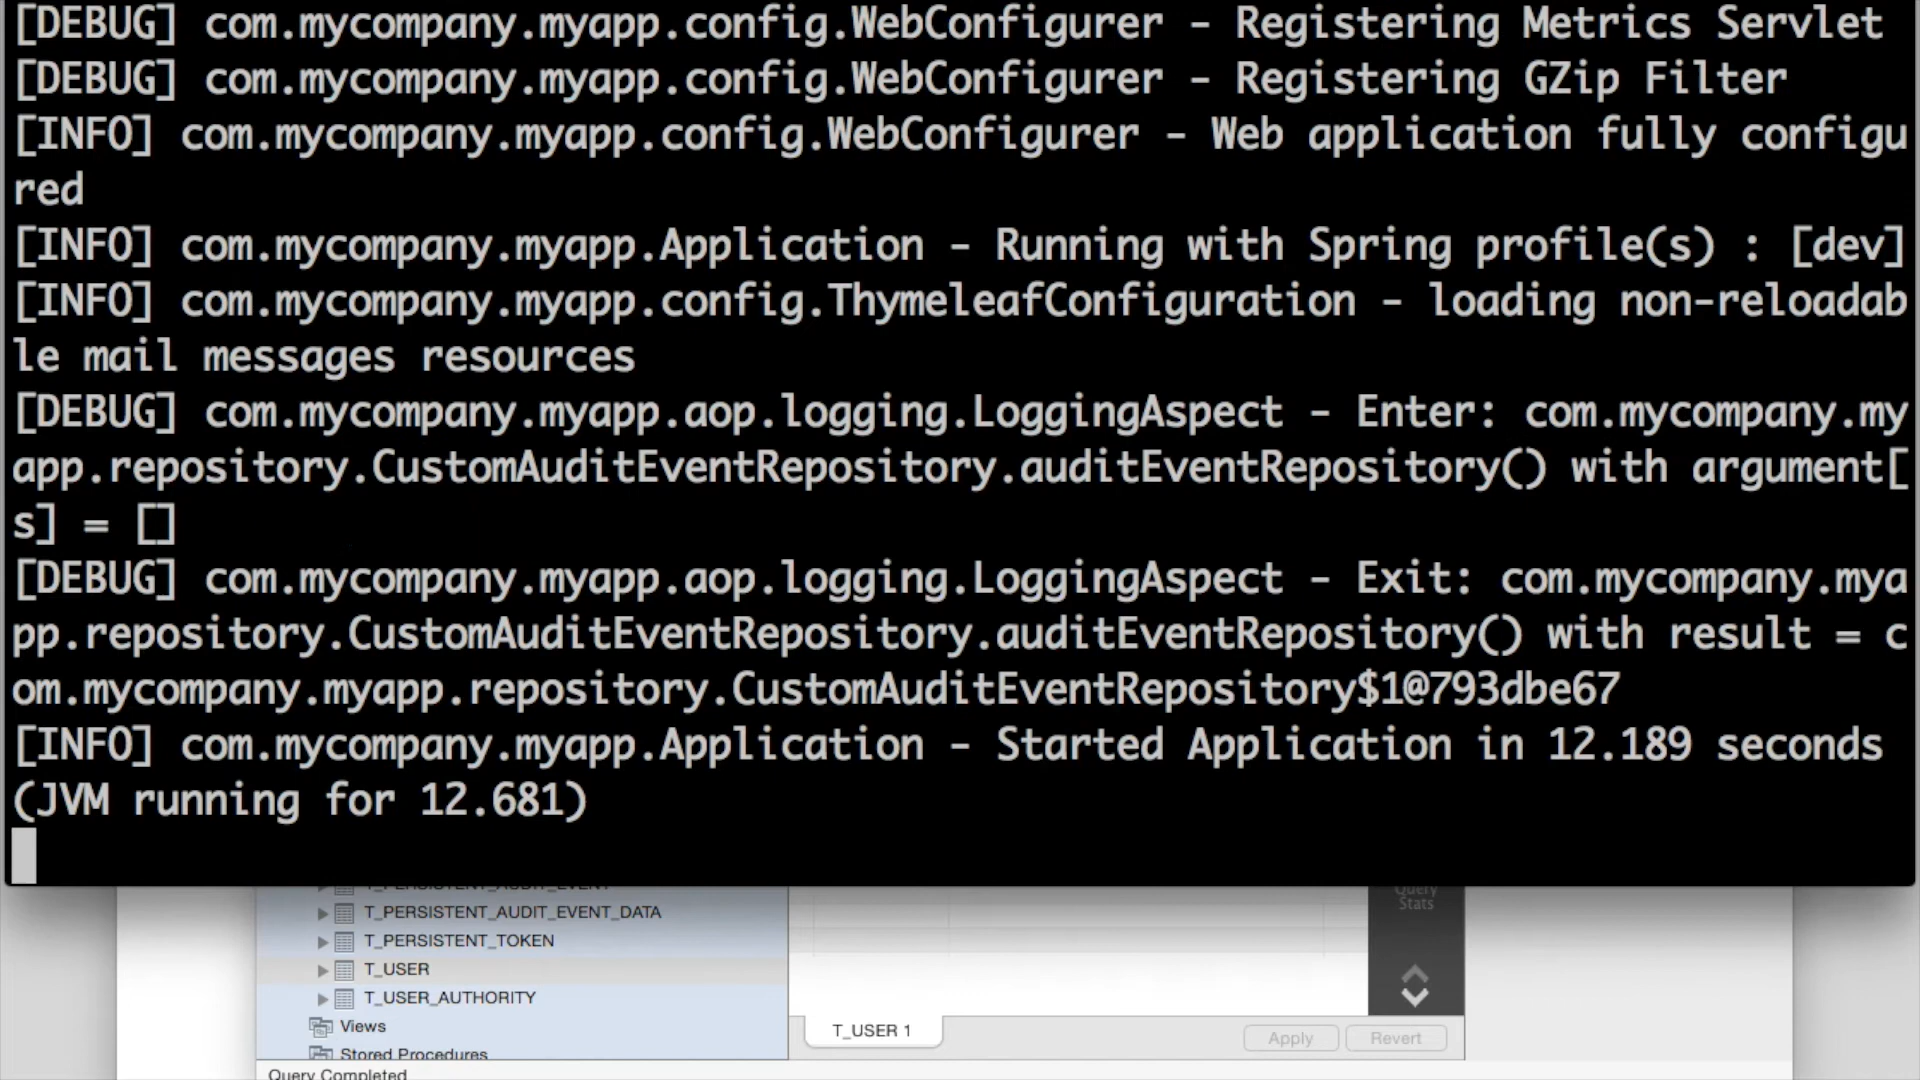 [DEBUG] com.mycompany.myapp.config.WebConfigurer - Registering Metrics Servlet
[DEBUG] com.mycompany.myapp.config.WebConfigurer - Registering GZip Filter
[INFO] com.mycompany.myapp.config.WebConfigurer - Web application fully configu
red
[INFO] com.mycompany.myapp.Application - Running with Spring profile(s) : [dev]
[INFO] com.mycompany.myapp.config.ThymeleafConfiguration - loading non-reloadab
le mail messages resources
[DEBUG] com.mycompany.myapp.aop.logging.LoggingAspect - Enter: com.mycompany.my
app.repository.CustomAuditEventRepository.auditEventRepository() with argument[
s] = []
[DEBUG] com.mycompany.myapp.aop.logging.LoggingAspect - Exit: com.mycompany.mya
pp.repository.CustomAuditEventRepository.auditEventRepository() with result = c
om.mycompany.myapp.repository.CustomAuditEventRepository$1@793dbe67
[INFO] com.mycompany.myapp.Application - Started Application in 12.189 seconds
(JVM running for 12.681)
T_PERSISTENT_AUDIT_EVENT
T_PERSISTENT_AUDIT_EVENT_DATA
T_PERSISTENT_TOKEN
T_USER
T_USER_AUTHORITY
Views
Stored Procedures
Query
Stats
T_USER 1
Apply
Revert
Query Completed